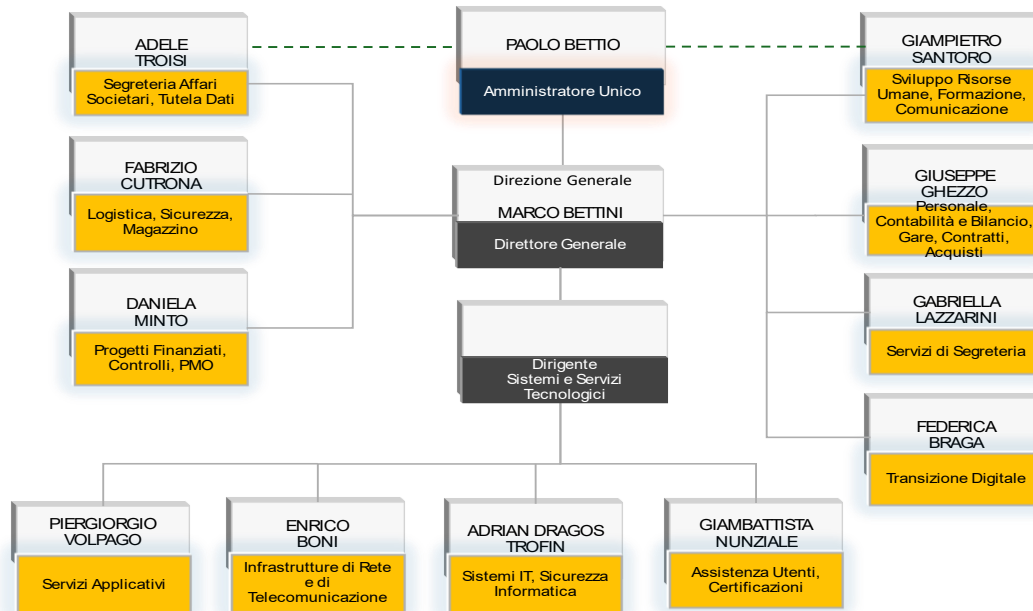 ADELE
TROISI
Segreteria Affari
Societari, Tutela Dati
PAOLO BETTIO
Amministratore Unico
GIAMPIETRO
SANTORO
Sviluppo Risorse
Umane, Formazione,
Comunicazione
FABRIZIO
CUTRONA
Logistica, Sicurezza,
Magazzino
Direzione Generale
MARCO BETTINI
Direttore Generale
GIUSEPPE
GHEZZO
Personale,
Contabilità e Bilancio,
Gare, Contratti,
Acquisti
DANIELA
MINTO
Progetti Finanziati,
Controlli, PMO
Dirigente
Sistemi e Servizi
Tecnologici
GABRIELLA
LAZZARINI
Servizi di Segreteria
FEDERICA
BRAGA
Transizione Digitale
PIERGIORGIO
VOLPAGO
Servizi Applicativi
ENRICO
BONI
Infrastrutture di Rete
e di
Telecomunicazione
ADRIAN DRAGOS
TROFIN
Sistemi IT, Sicurezza
Informatica
GIAMBATTISTA
NUNZIALE
Assistenza Utenti,
Certificazioni